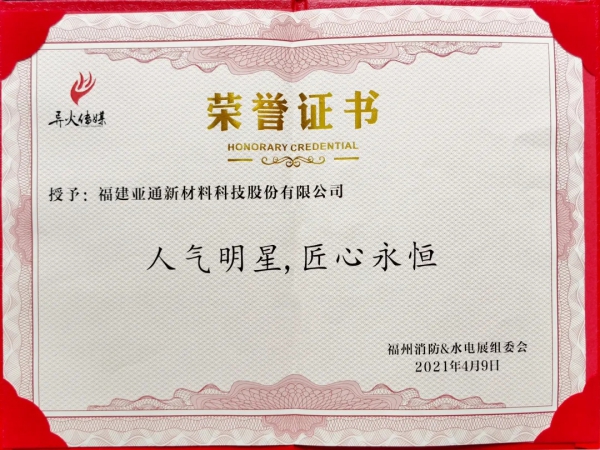 异火传媒
荣誉证书
HONORARY CREDENTIAL
授予：福建亚通新材料科技股份有限公司
人气明星,匠心永恒
福州消防&水电展组委会
2021年4月9日